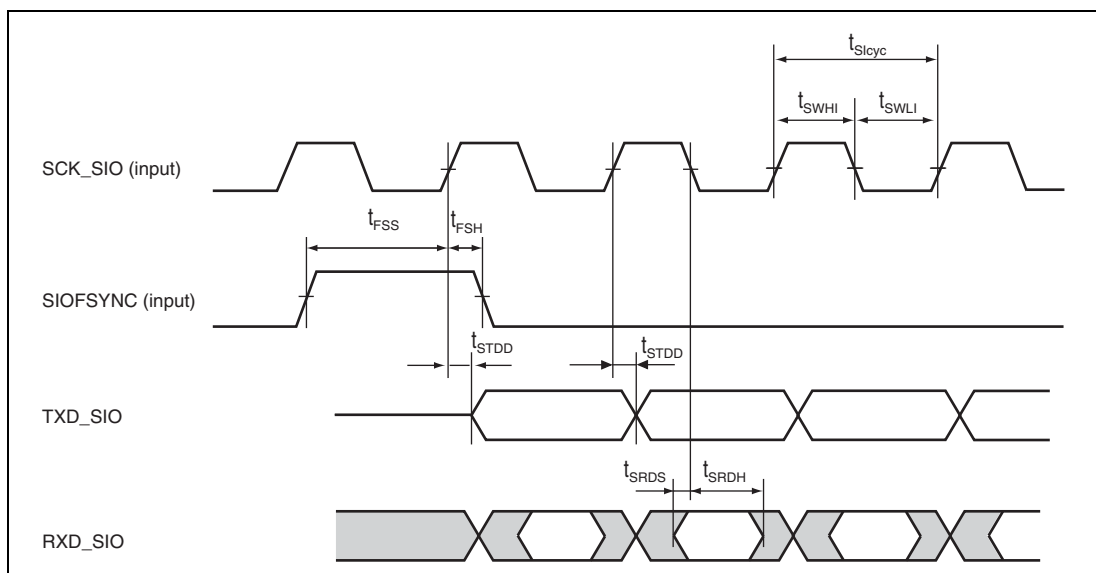 tSIcyc
tSWHI tSWLI
SCK_SIO (input)
tFSS tFSH
SIOFSYNC (input)
tSTDD tSTDD
TXD_SIO
tSRDS tSRDH
RXD_SIO